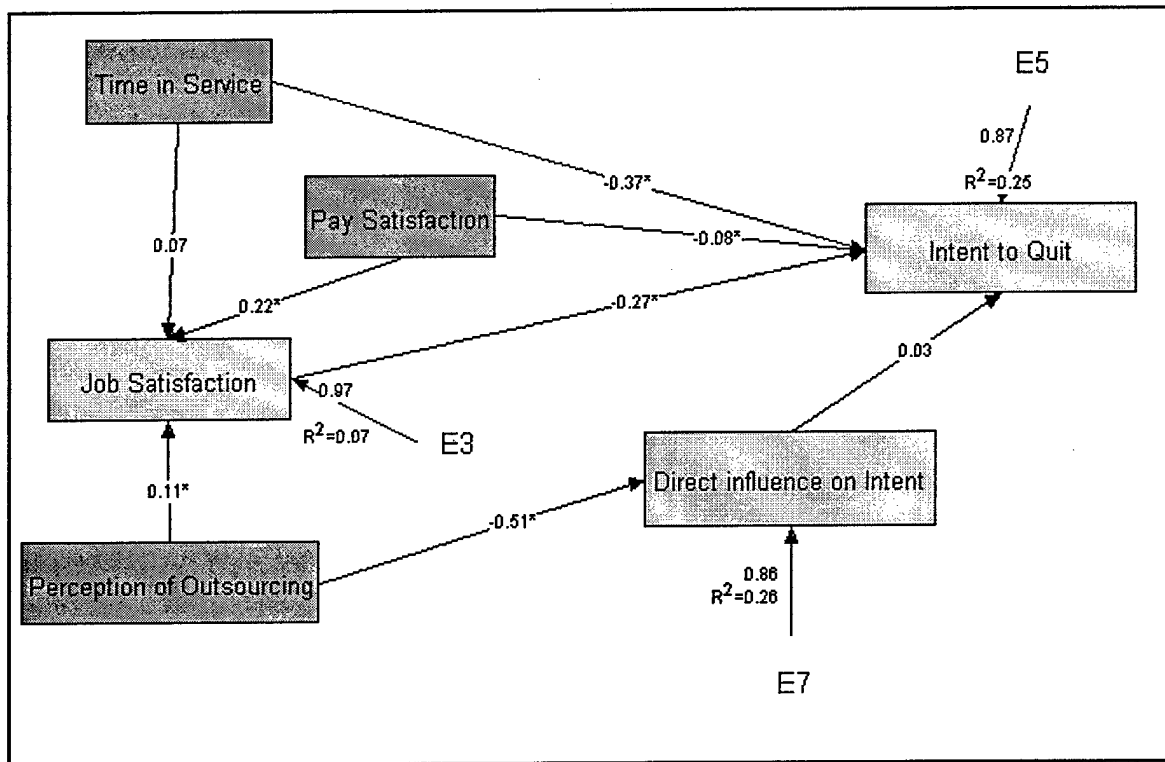 Time in Service
E5
0.87
R²=0.25
-0.37*
Pay Satisfaction
-0.08*
Intent to Quit
0.07
0.22*
-0.27*
Job Satisfaction
0.97
R²=0.07
E3
0.03
Direct influence on Intent
0.11*
-0.51*
Perception of Outsourcing
0.86
R²=0.26
E7